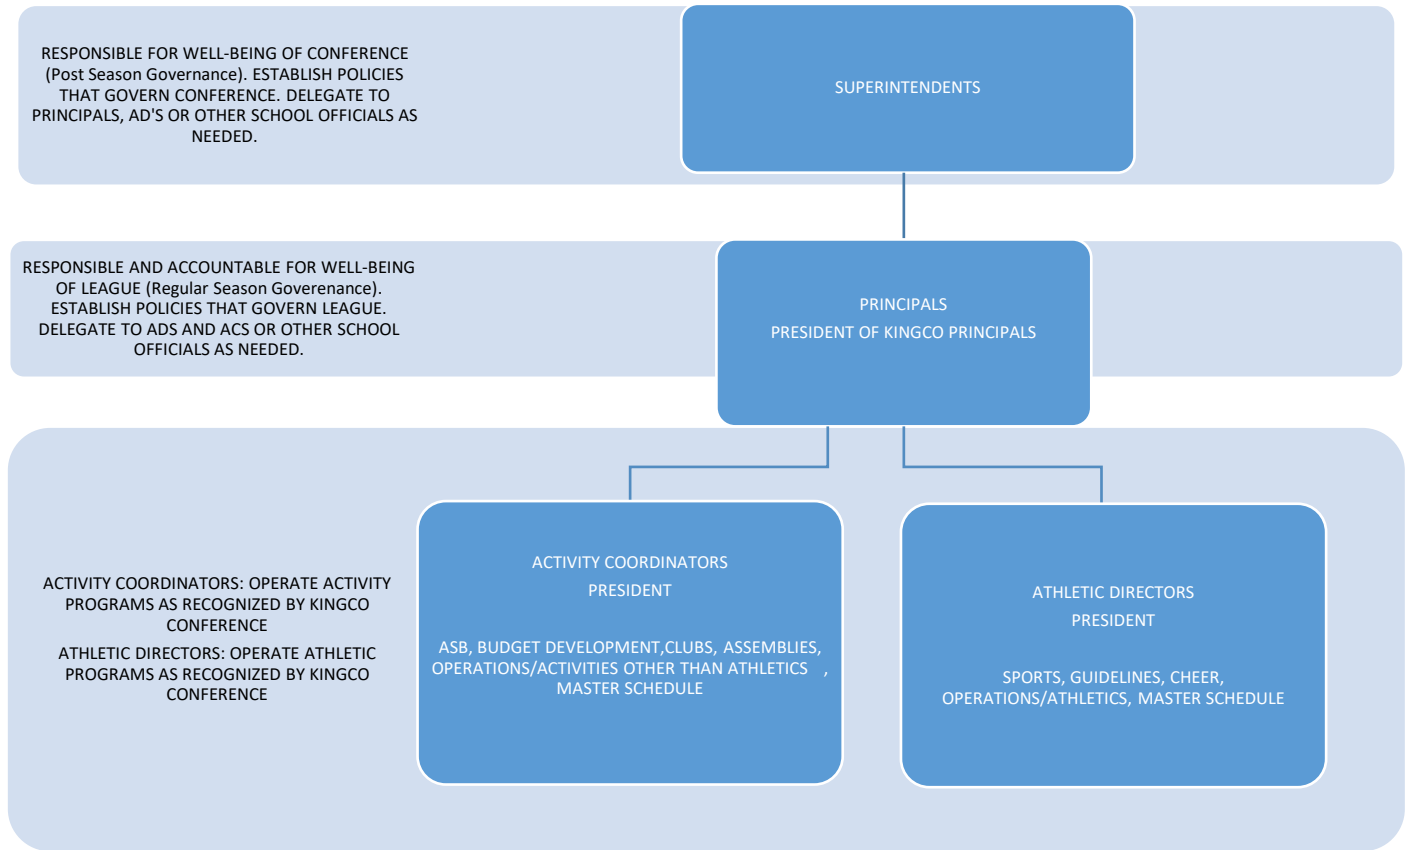 RESPONSIBLE FOR WELL-BEING OF CONFERENCE
(Post Season Governance). ESTABLISH POLICIES
THAT GOVERN CONFERENCE. DELEGATE TO
PRINCIPALS, AD'S OR OTHER SCHOOL OFFICIALS AS
NEEDED.
SUPERINTENDENTS
RESPONSIBLE AND ACCOUNTABLE FOR WELL-BEING
OF LEAGUE (Regular Season Goverenance).
ESTABLISH POLICIES THAT GOVERN LEAGUE.
DELEGATE TO ADS AND ACS OR OTHER SCHOOL
OFFICIALS AS NEEDED.
PRINCIPALS
PRESIDENT OF KINGCO PRINCIPALS
ACTIVITY COORDINATORS: OPERATE ACTIVITY
PROGRAMS AS RECOGNIZED BY KINGCO
CONFERENCE
ATHLETIC DIRECTORS: OPERATE ATHLETIC
PROGRAMS AS RECOGNIZED BY KINGCO
CONFERENCE
ACTIVITY COORDINATORS
PRESIDENT
ASB, BUDGET DEVELOPMENT,CLUBS, ASSEMBLIES,
OPERATIONS/ACTIVITIES OTHER THAN ATHLETICS ,
MASTER SCHEDULE
ATHLETIC DIRECTORS
PRESIDENT
SPORTS, GUIDELINES, CHEER,
OPERATIONS/ATHLETICS, MASTER SCHEDULE